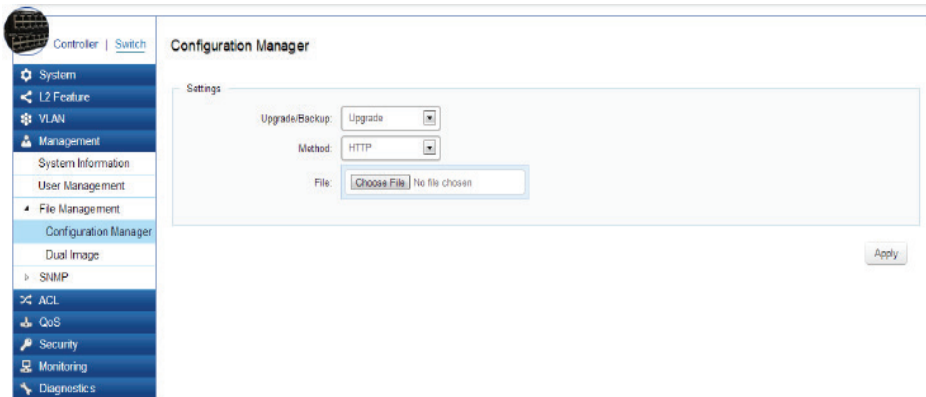 Controller | Switch
System
L2 Feature
VLAN
Management
System Information
User Management
File Management
Configuration Manager
Dual Image
SNMP
ACL
QoS
Security
Monitoring
Diagnostics
Configuration Manager
Settings
Upgrade/Backup: Upgrade
Method: HTTP
File: Choose File No file chosen
Apply